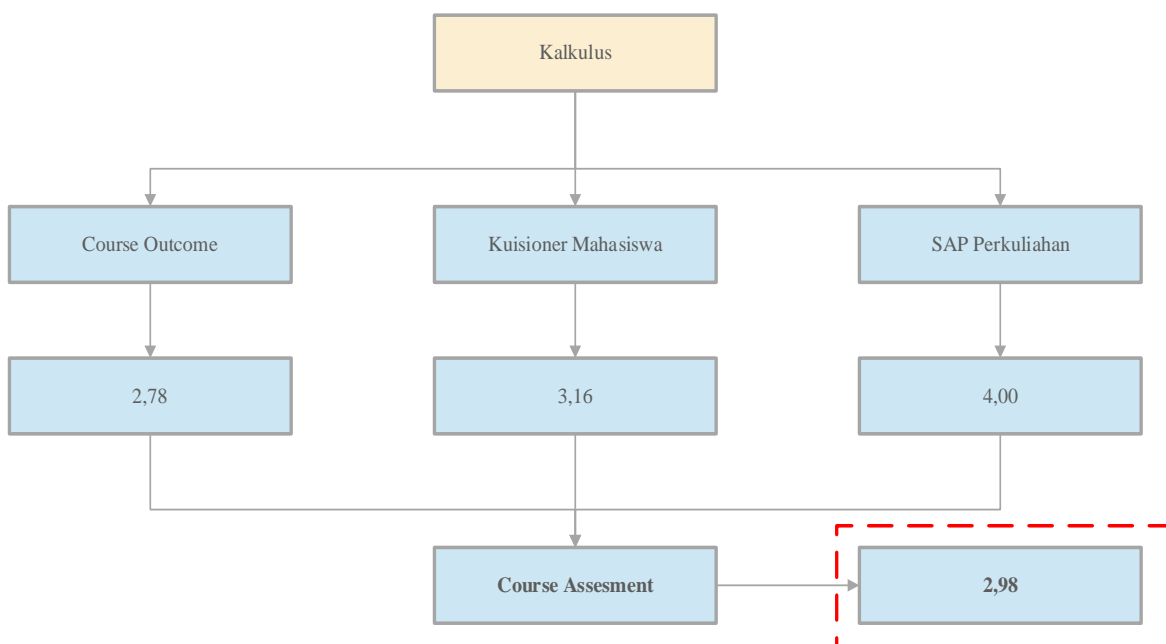 Kalkulus
Course Outcome
Kuisioner Mahasiswa
SAP Perkuliahan
2,78
3,16
4,00
Course Assesment
2,98